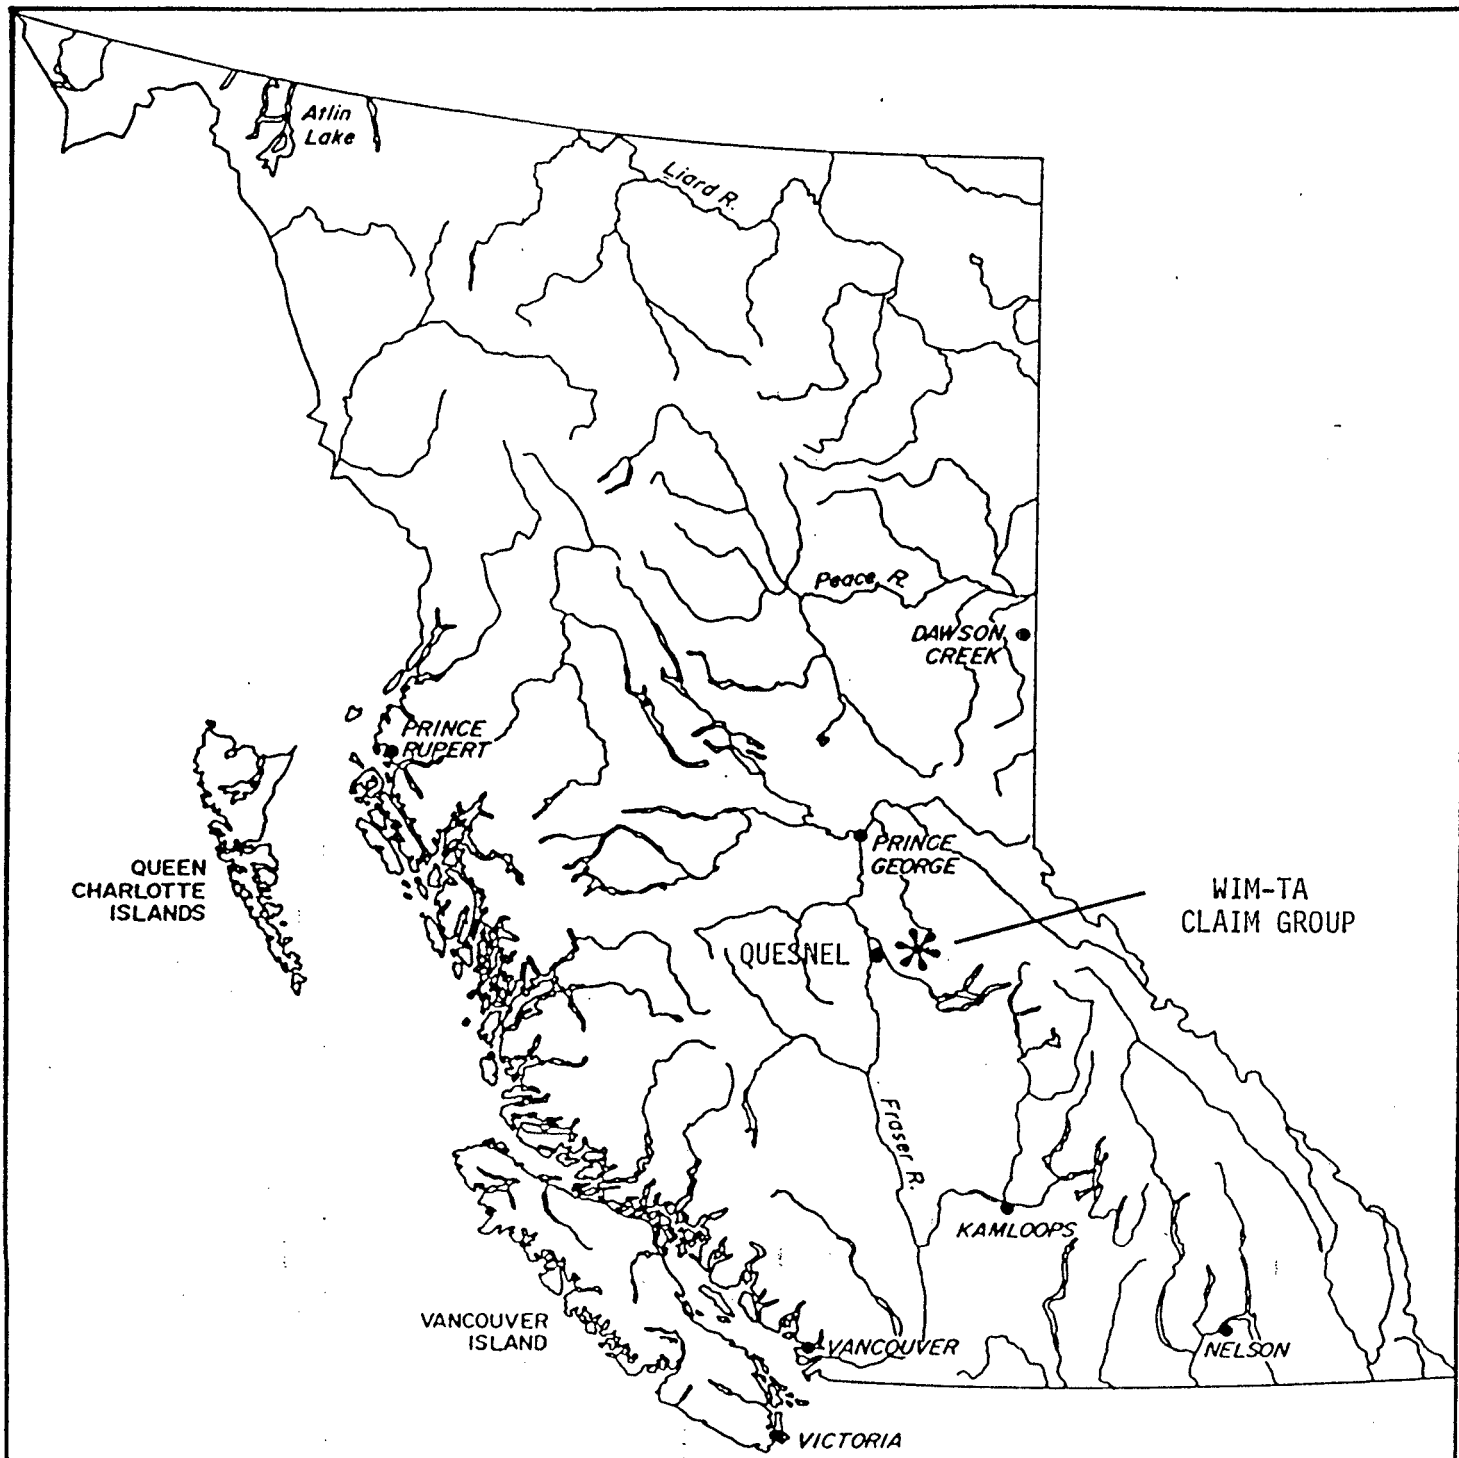 Atlin
Lake
Liard R.
Peace R.
DAWSON
CREEK
PRINCE
RUPERT
PRINCE
GEORGE
QUEEN
CHARLOTTE
ISLANDS
WIM-TA
CLAIM GROUP
QUESNEL
Fraser R.
KAMLOOPS
VANCOUVER
ISLAND
VANCOUVER
NELSON
VICTORIA